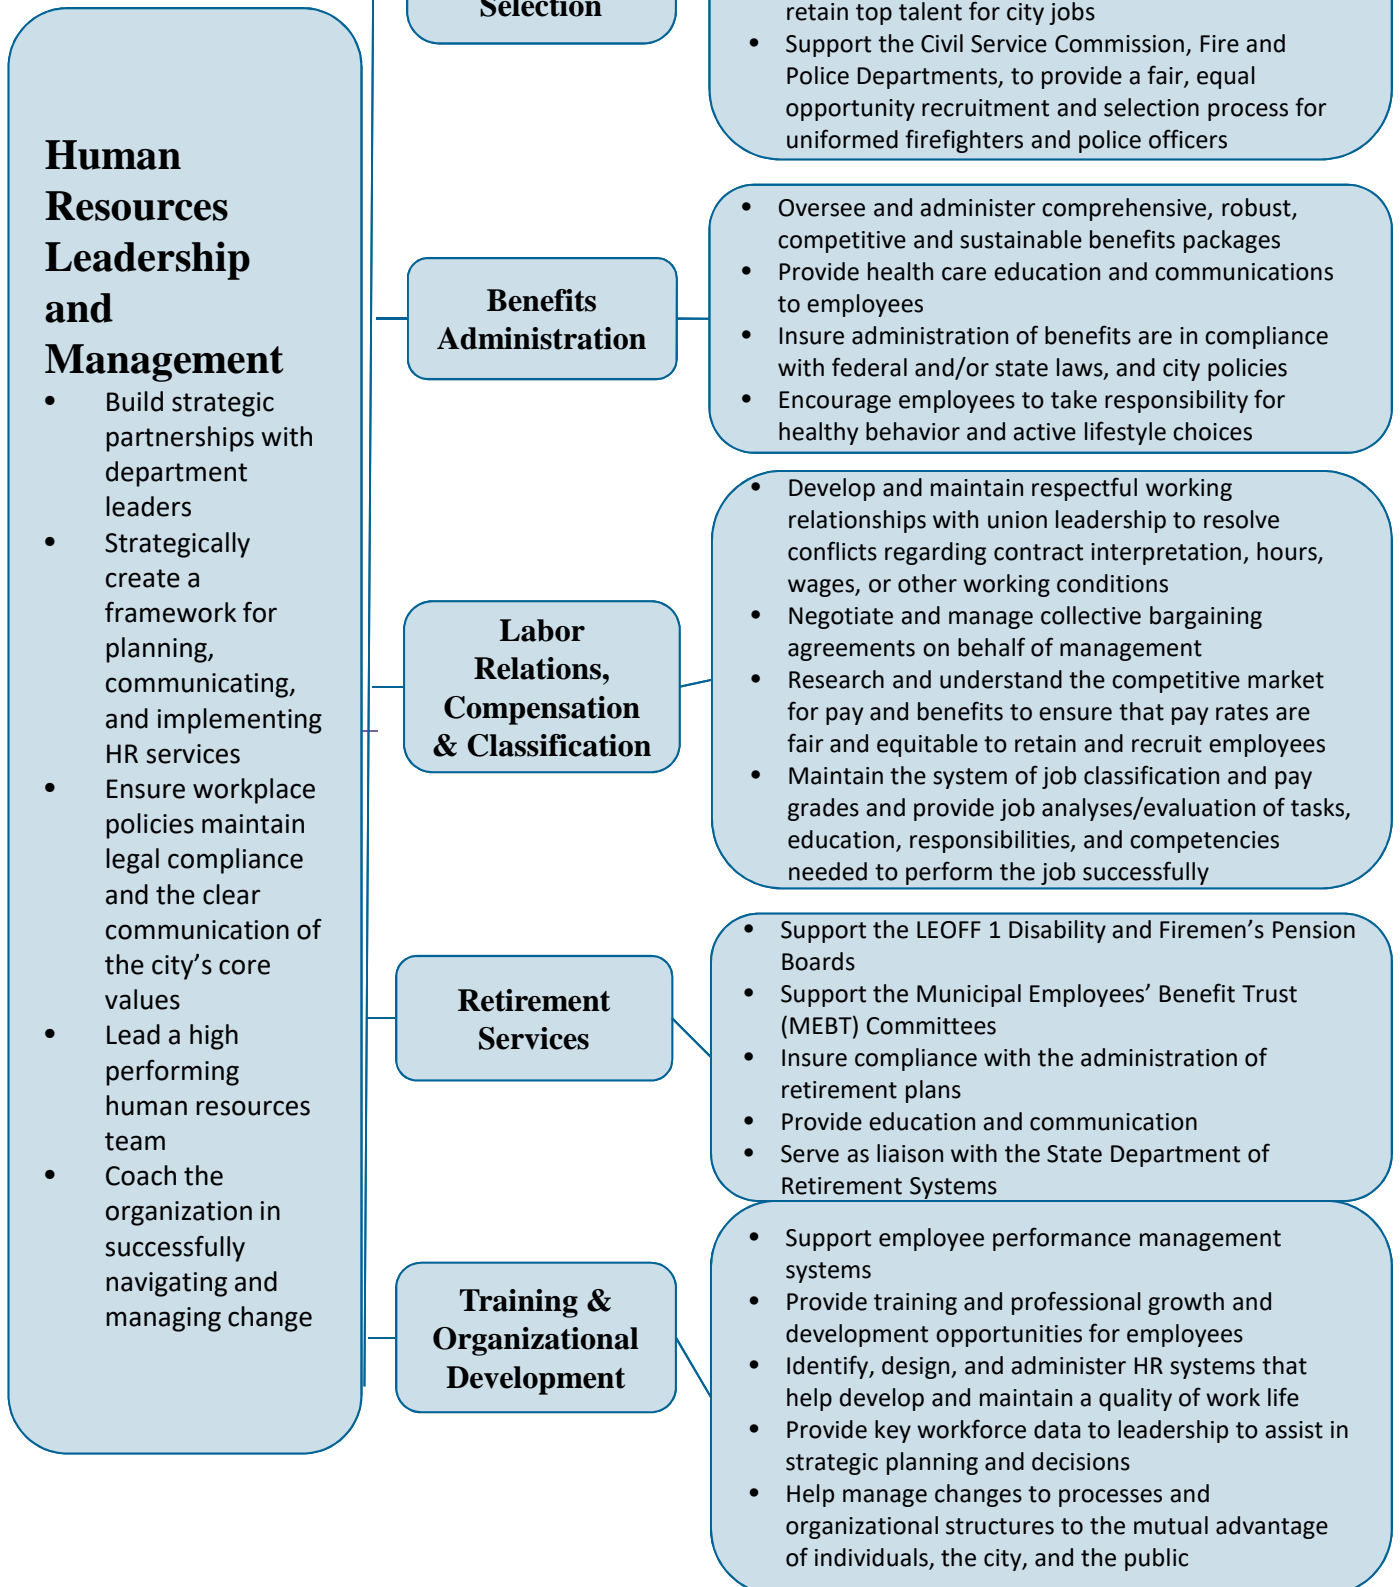 Human
Resources
Leadership
and
Management
• Build strategic
partnerships with
department
leaders
• Strategically
create a
framework for
planning,
communicating,
and implementing
HR services
• Ensure workplace
policies maintain
legal compliance
and the clear
communication of
the city’s core
values
• Lead a high
performing
human resources
team
• Coach the
organization in
successfully
navigating and
managing change
Selection
retain top talent for city jobs
• Support the Civil Service Commission, Fire and
Police Departments, to provide a fair, equal
opportunity recruitment and selection process for
uniformed firefighters and police officers
Benefits
Administration
• Oversee and administer comprehensive, robust,
competitive and sustainable benefits packages
• Provide health care education and communications
to employees
• Insure administration of benefits are in compliance
with federal and/or state laws, and city policies
• Encourage employees to take responsibility for
healthy behavior and active lifestyle choices
Labor
Relations,
Compensation
& Classification
• Develop and maintain respectful working
relationships with union leadership to resolve
conflicts regarding contract interpretation, hours,
wages, or other working conditions
• Negotiate and manage collective bargaining
agreements on behalf of management
• Research and understand the competitive market
for pay and benefits to ensure that pay rates are
fair and equitable to retain and recruit employees
• Maintain the system of job classification and pay
grades and provide job analyses/evaluation of tasks,
education, responsibilities, and competencies
needed to perform the job successfully
Retirement
Services
• Support the LEOFF 1 Disability and Firemen’s Pension
Boards
• Support the Municipal Employees’ Benefit Trust
(MEBT) Committees
• Insure compliance with the administration of
retirement plans
• Provide education and communication
• Serve as liaison with the State Department of
Retirement Systems
Training &
Organizational
Development
• Support employee performance management
systems
• Provide training and professional growth and
development opportunities for employees
• Identify, design, and administer HR systems that
help develop and maintain a quality of work life
• Provide key workforce data to leadership to assist in
strategic planning and decisions
• Help manage changes to processes and
organizational structures to the mutual advantage
of individuals, the city, and the public